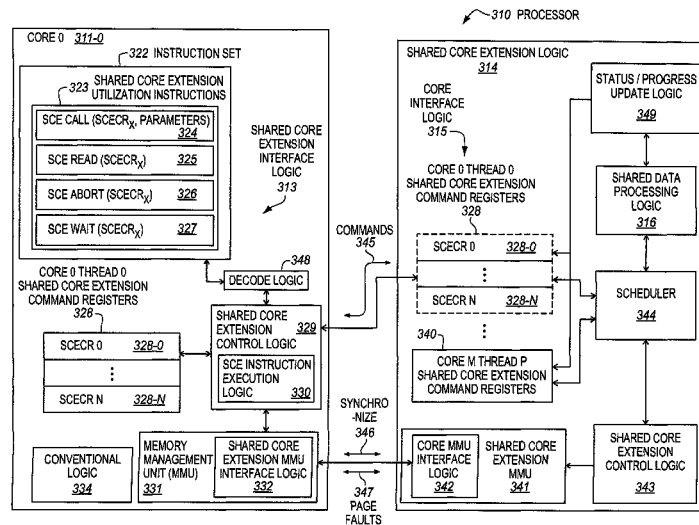 310 PROCESSOR
CORE 0 311-0
322 INSTRUCTION SET
323 SHARED CORE EXTENSION
UTILIZATION INSTRUCTIONS
SCE CALL (SCECRX, PARAMETERS)
324
SCE READ (SCECRX) 325
SCE ABORT (SCECRX) 326
SCE WAIT (SCECRX) 327
SHARED CORE
EXTENSION
INTERFACE
LOGIC
313
CORE 0 THREAD 0
SHARED CORE EXTENSION
COMMAND REGISTERS
328
SCECR 0 328-0
SCECR N 328-N
348
DECODE LOGIC
SHARED CORE
EXTENSION 329
CONTROL LOGIC
SCE INSTRUCTION
EXECUTION
LOGIC 330
CONVENTIONAL
LOGIC
334
MEMORY
MANAGEMENT
UNIT (MMU)
331
SHARED CORE
EXTENSION MMU
INTERFACE LOGIC
332
COMMANDS
345
SYNCHRO
-NIZE
346
347
PAGE
FAULTS
SHARED CORE EXTENSION LOGIC
314
CORE
INTERFACE
LOGIC
315
CORE 0 THREAD 0
SHARED CORE EXTENSION
COMMAND REGISTERS
328
SCECR 0 328-0
SCECR N 328-N
340
CORE M THREAD P
SHARED CORE EXTENSION
COMMAND REGISTERS
CORE MMU
INTERFACE
LOGIC
342
SHARED CORE
EXTENSION
MMU
341
STATUS / PROGRESS
UPDATE LOGIC
349
SHARED DATA
PROCESSING
LOGIC
316
SCHEDULER
344
SHARED CORE
EXTENSION
CONTROL LOGIC
343